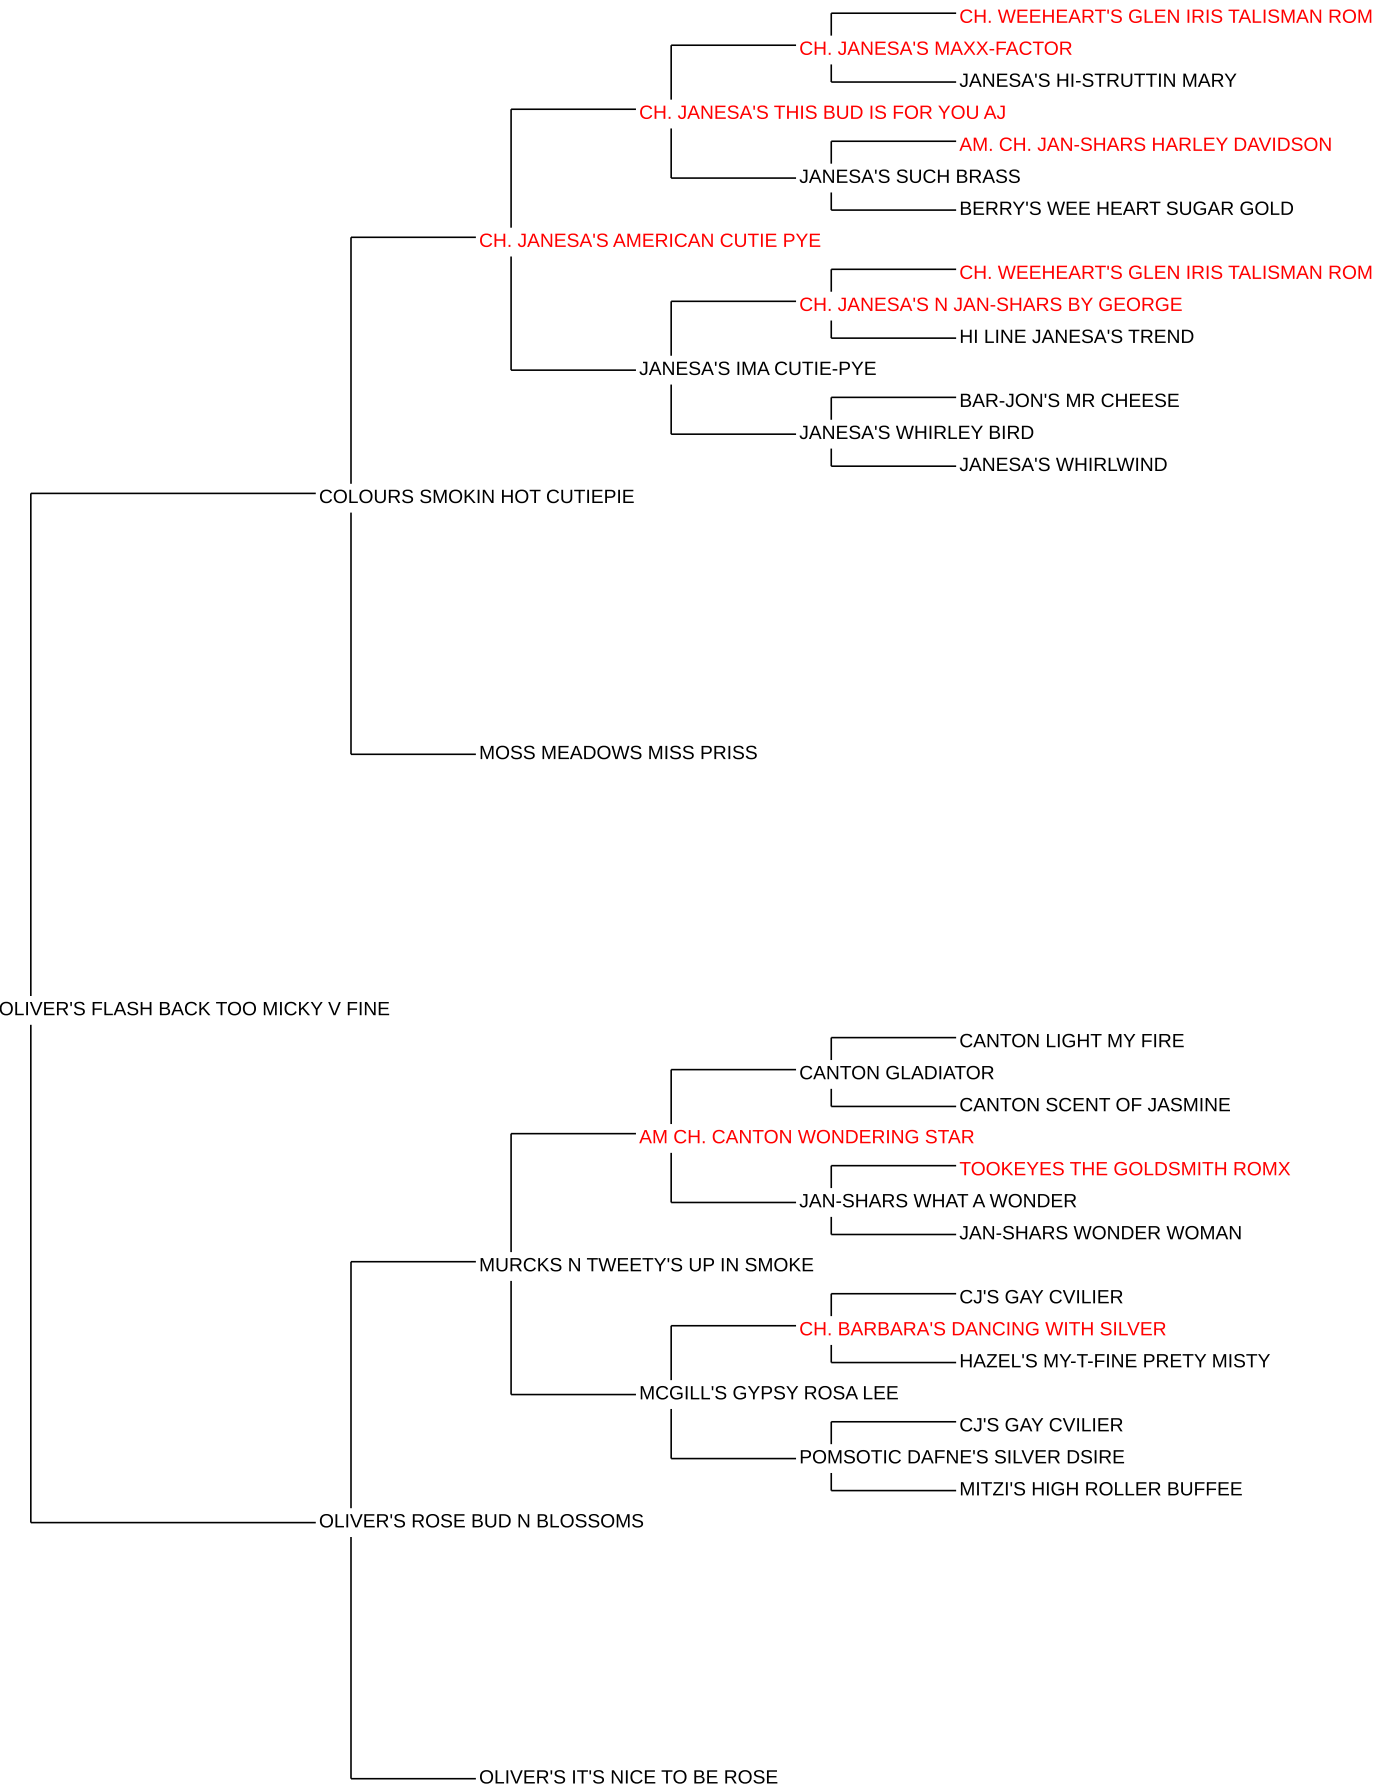 CH. WEEHEART'S GLEN IRIS TALISMAN ROM
CH. JANESA'S MAXX-FACTOR
JANESA'S HI-STRUTTIN MARY
CH. JANESA'S THIS BUD IS FOR YOU AJ
AM. CH. JAN-SHARS HARLEY DAVIDSON
JANESA'S SUCH BRASS
BERRY'S WEE HEART SUGAR GOLD
CH. JANESA'S AMERICAN CUTIE PYE
CH. WEEHEART'S GLEN IRIS TALISMAN ROM
CH. JANESA'S N JAN-SHARS BY GEORGE
HI LINE JANESA'S TREND
JANESA'S IMA CUTIE-PYE
BAR-JON'S MR CHEESE
JANESA'S WHIRLEY BIRD
JANESA'S WHIRLWIND
COLOURS SMOKIN HOT CUTIEPIE
MOSS MEADOWS MISS PRISS
OLIVER'S FLASH BACK TOO MICKY V FINE
CANTON LIGHT MY FIRE
CANTON GLADIATOR
CANTON SCENT OF JASMINE
AM CH. CANTON WONDERING STAR
TOOKEYES THE GOLDSMITH ROMX
JAN-SHARS WHAT A WONDER
JAN-SHARS WONDER WOMAN
MURCKS N TWEETY'S UP IN SMOKE
CJ'S GAY CVILIER
CH. BARBARA'S DANCING WITH SILVER
HAZEL'S MY-T-FINE PRETY MISTY
MCGILL'S GYPSY ROSA LEE
CJ'S GAY CVILIER
POMSOTIC DAFNE'S SILVER DSIRE
MITZI'S HIGH ROLLER BUFFEE
OLIVER'S ROSE BUD N BLOSSOMS
OLIVER'S IT'S NICE TO BE ROSE